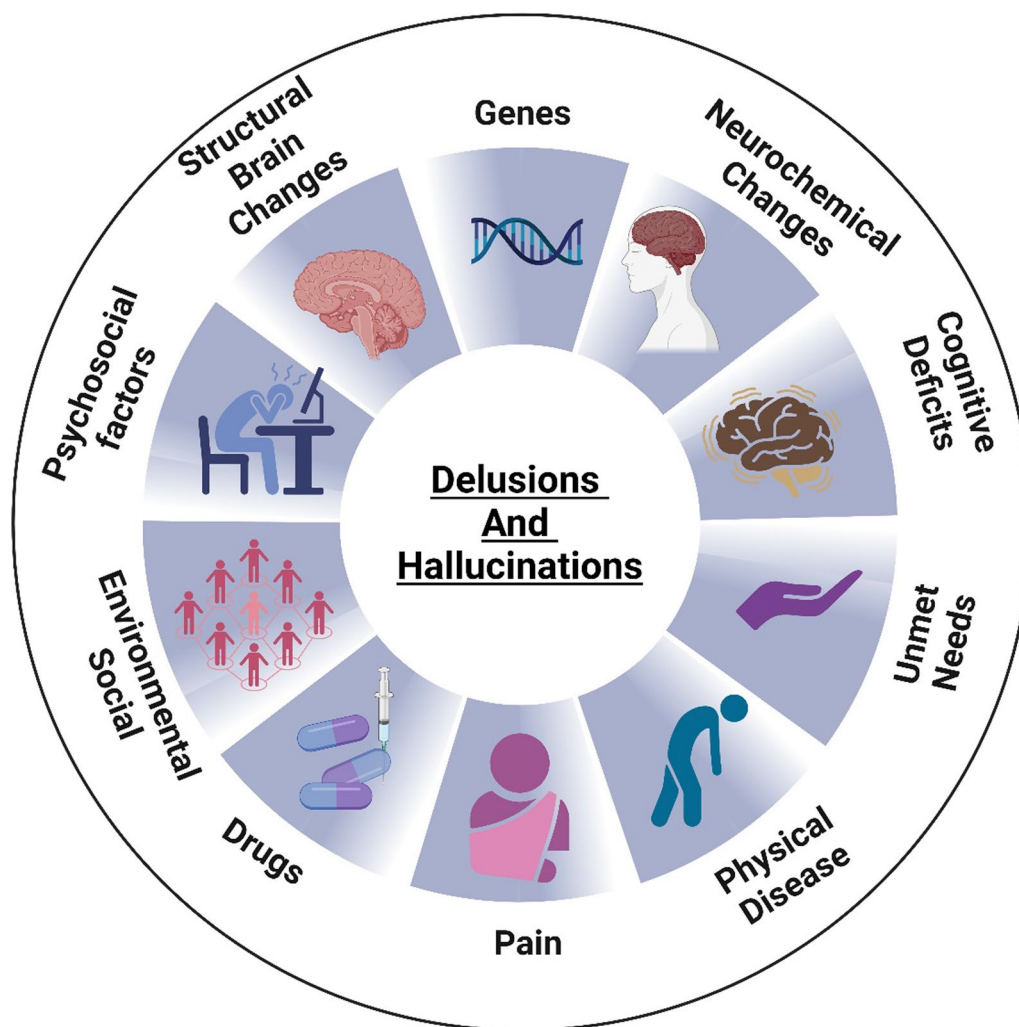 Genes
Neurochemical
Changes
Cognitive
Deficits
Unmet
Needs
Physical
Disease
Pain
Drugs
Environmental
Social
Psychosocial
factors
Structural
Brain
Changes
Delusions
And
Hallucinations